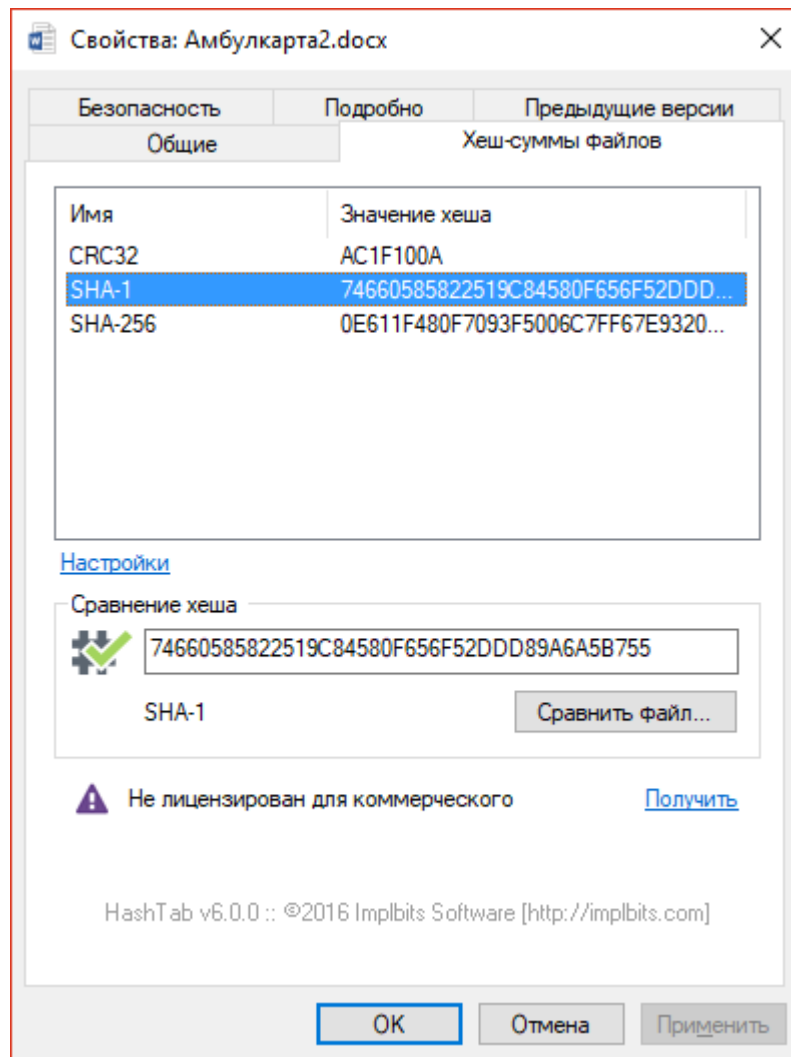 Свойства: Амбулкарта2.docx
Безопасность Подробно Предыдущие версии
Общие Хеш-суммы файлов
Имя Значение хеша
CRC32 AC1F100A
SHA-1 74660585822519C84580F656F52DDD...
SHA-256 0E611F480F7093F5006C7FF67E9320...
Настройки
Сравнение хеша
74660585822519C84580F656F52DDD89A6A5B755
SHA-1 Сравнить файл...
Не лицензирован для коммерческого Получить
HashTab v6.0.0 :: ©2016 Implbits Software [http://implbits.com]
OK Отмена Применить